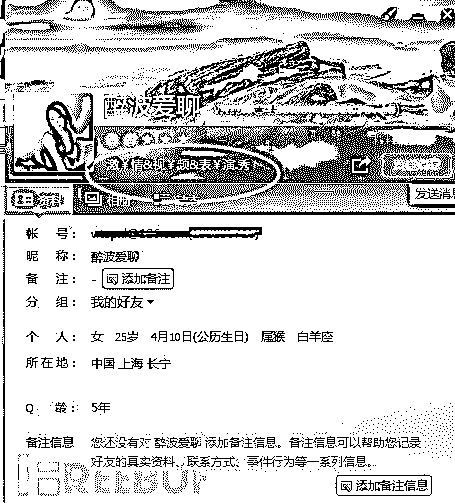 醉波爱聊
资料
相册
发送消息
帐 号：
昵 称： 醉波爱聊
备 注： - 添加备注
分 组： 我的好友
个 人： 女 25岁 4月10日(公历生日) 属猴 白羊座
所在地： 中国 上海 长宁
Q 龄： 5年
备注信息 您还没有对 醉波爱聊 添加备注信息。备注信息可以帮助您记录
好友的真实资料、联系方式、事件行为等一系列信息。
REEBUF
添加备注信息